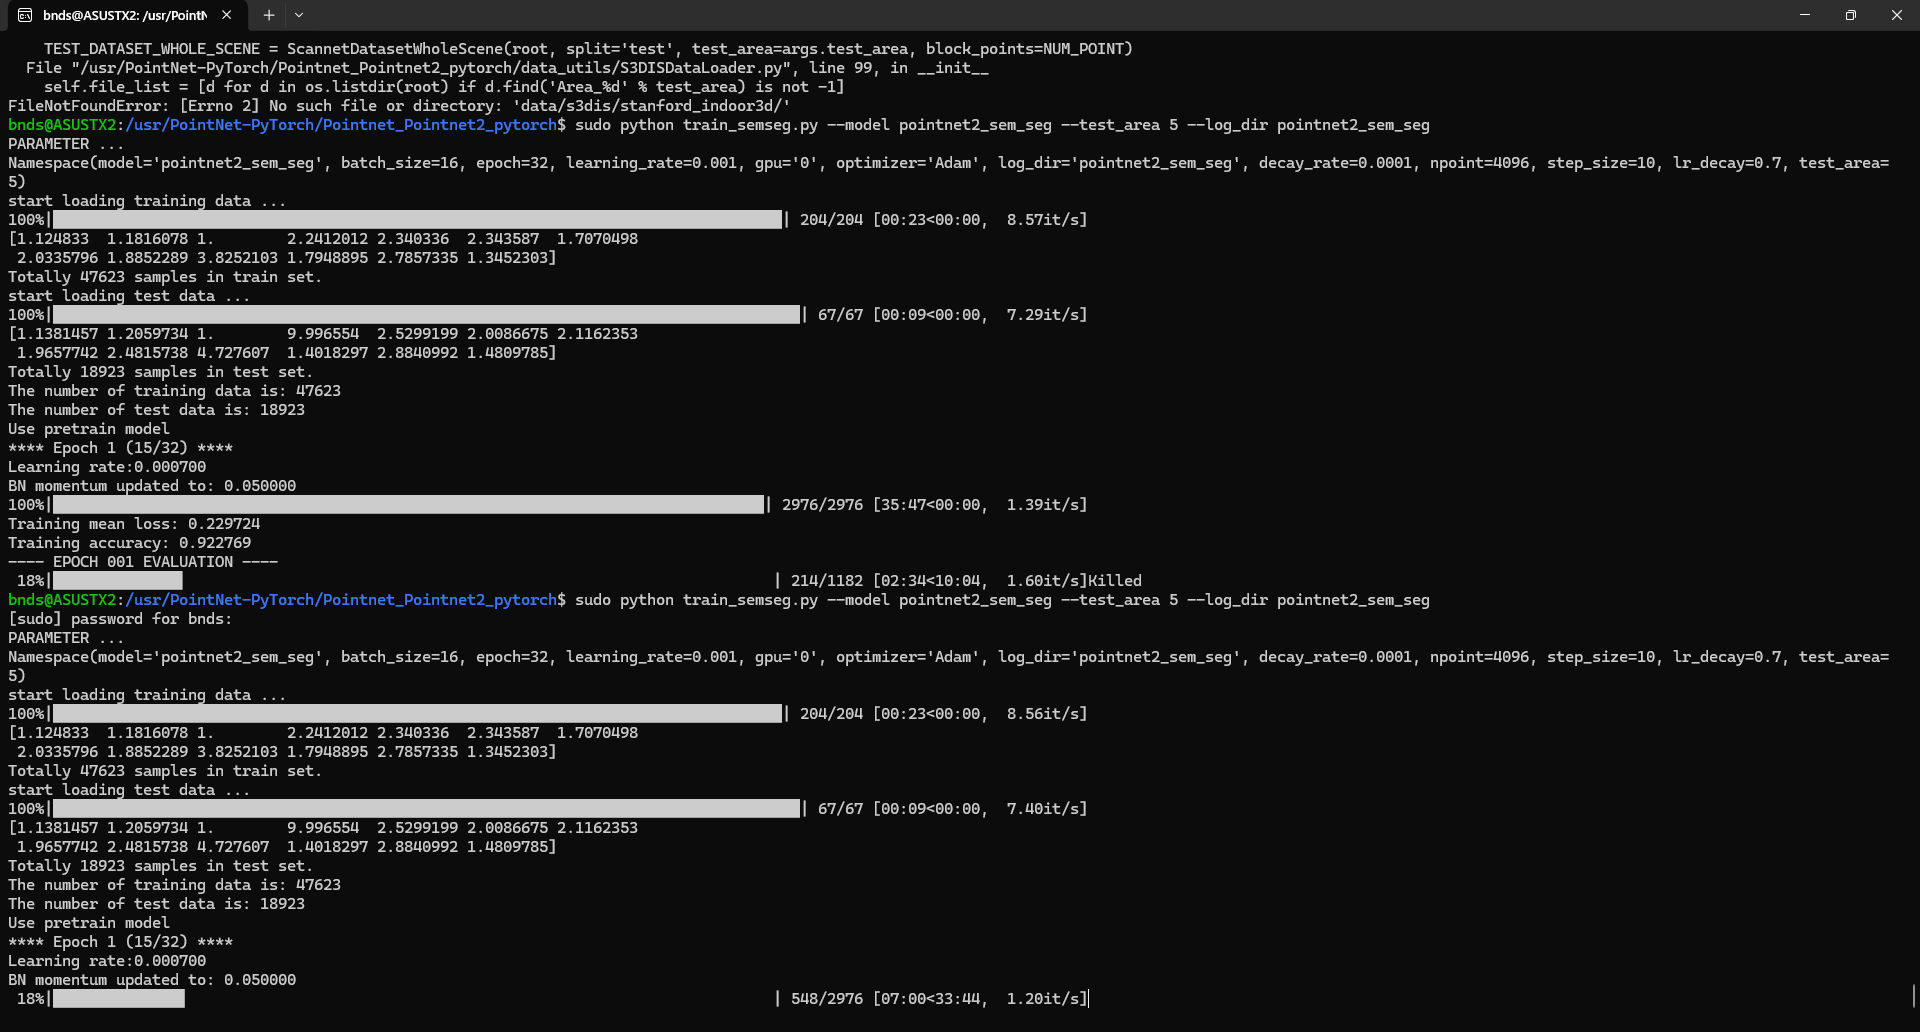 bnds@ASUSTX2: /usr/PointN
    TEST_DATASET_WHOLE_SCENE = ScannetDatasetWholeScene(root, split='test', test_area=args.test_area, block_points=NUM_POINT)
  File "/usr/PointNet-PyTorch/Pointnet_Pointnet2_pytorch/data_utils/S3DISDataLoader.py", line 99, in __init__
    self.file_list = [d for d in os.listdir(root) if d.find('Area_%d' % test_area) is not -1]
FileNotFoundError: [Errno 2] No such file or directory: 'data/s3dis/stanford_indoor3d/'
bnds@ASUSTX2:/usr/PointNet-PyTorch/Pointnet_Pointnet2_pytorch$ sudo python train_semseg.py --model pointnet2_sem_seg --test_area 5 --log_dir pointnet2_sem_seg
PARAMETER ...
Namespace(model='pointnet2_sem_seg', batch_size=16, epoch=32, learning_rate=0.001, gpu='0', optimizer='Adam', log_dir='pointnet2_sem_seg', decay_rate=0.0001, npoint=4096, step_size=10, lr_decay=0.7, test_area=
5)
start loading training data ...
100%| | 204/204 [00:23<00:00,  8.57it/s]
[1.124833  1.1816078 1.        2.2412012 2.340336  2.343587  1.7070498
 2.0335796 1.8852289 3.8252103 1.7948895 2.7857335 1.3452303]
Totally 47623 samples in train set.
start loading test data ...
100%| | 67/67 [00:09<00:00,  7.29it/s]
[1.1381457 1.2059734 1.        9.996554  2.5299199 2.0086675 2.1162353
 1.9657742 2.4815738 4.727607  1.4018297 2.8840992 1.4809785]
Totally 18923 samples in test set.
The number of training data is: 47623
The number of test data is: 18923
Use pretrain model
**** Epoch 1 (15/32) ****
Learning rate:0.000700
BN momentum updated to: 0.050000
100%| | 2976/2976 [35:47<00:00,  1.39it/s]
Training mean loss: 0.229724
Training accuracy: 0.922769
---- EPOCH 001 EVALUATION ----
 18%| | 214/1182 [02:34<10:04,  1.60it/s]Killed
bnds@ASUSTX2:/usr/PointNet-PyTorch/Pointnet_Pointnet2_pytorch$ sudo python train_semseg.py --model pointnet2_sem_seg --test_area 5 --log_dir pointnet2_sem_seg
[sudo] password for bnds:
PARAMETER ...
Namespace(model='pointnet2_sem_seg', batch_size=16, epoch=32, learning_rate=0.001, gpu='0', optimizer='Adam', log_dir='pointnet2_sem_seg', decay_rate=0.0001, npoint=4096, step_size=10, lr_decay=0.7, test_area=
5)
start loading training data ...
100%| | 204/204 [00:23<00:00,  8.56it/s]
[1.124833  1.1816078 1.        2.2412012 2.340336  2.343587  1.7070498
 2.0335796 1.8852289 3.8252103 1.7948895 2.7857335 1.3452303]
Totally 47623 samples in train set.
start loading test data ...
100%| | 67/67 [00:09<00:00,  7.40it/s]
[1.1381457 1.2059734 1.        9.996554  2.5299199 2.0086675 2.1162353
 1.9657742 2.4815738 4.727607  1.4018297 2.8840992 1.4809785]
Totally 18923 samples in test set.
The number of training data is: 47623
The number of test data is: 18923
Use pretrain model
**** Epoch 1 (15/32) ****
Learning rate:0.000700
BN momentum updated to: 0.050000
 18%| | 548/2976 [07:00<33:44,  1.20it/s]